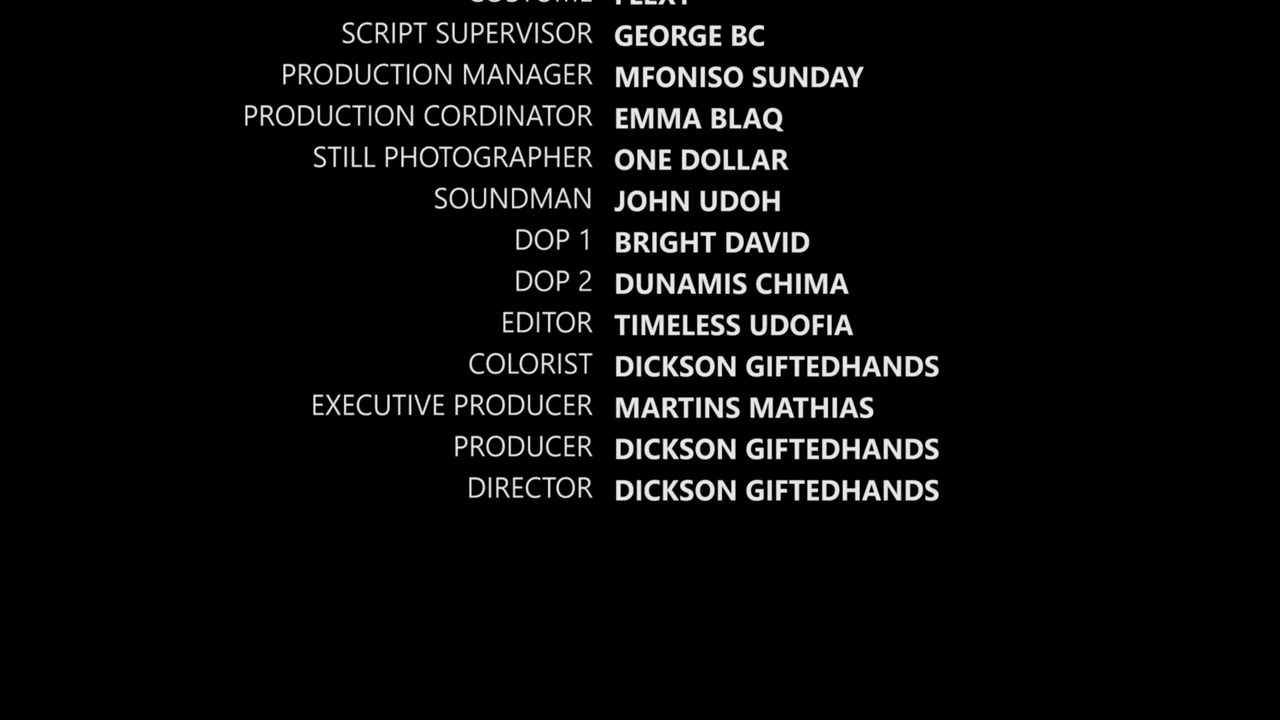 COSTUME FLEXY
SCRIPT SUPERVISOR GEORGE BC
PRODUCTION MANAGER MFONISO SUNDAY
PRODUCTION CORDINATOR EMMA BLAQ
STILL PHOTOGRAPHER ONE DOLLAR
SOUNDMAN JOHN UDOH
DOP 1 BRIGHT DAVID
DOP 2 DUNAMIS CHIMA
EDITOR TIMELESS UDOFIA
COLORIST DICKSON GIFTEDHANDS
EXECUTIVE PRODUCER MARTINS MATHIAS
PRODUCER DICKSON GIFTEDHANDS
DIRECTOR DICKSON GIFTEDHANDS